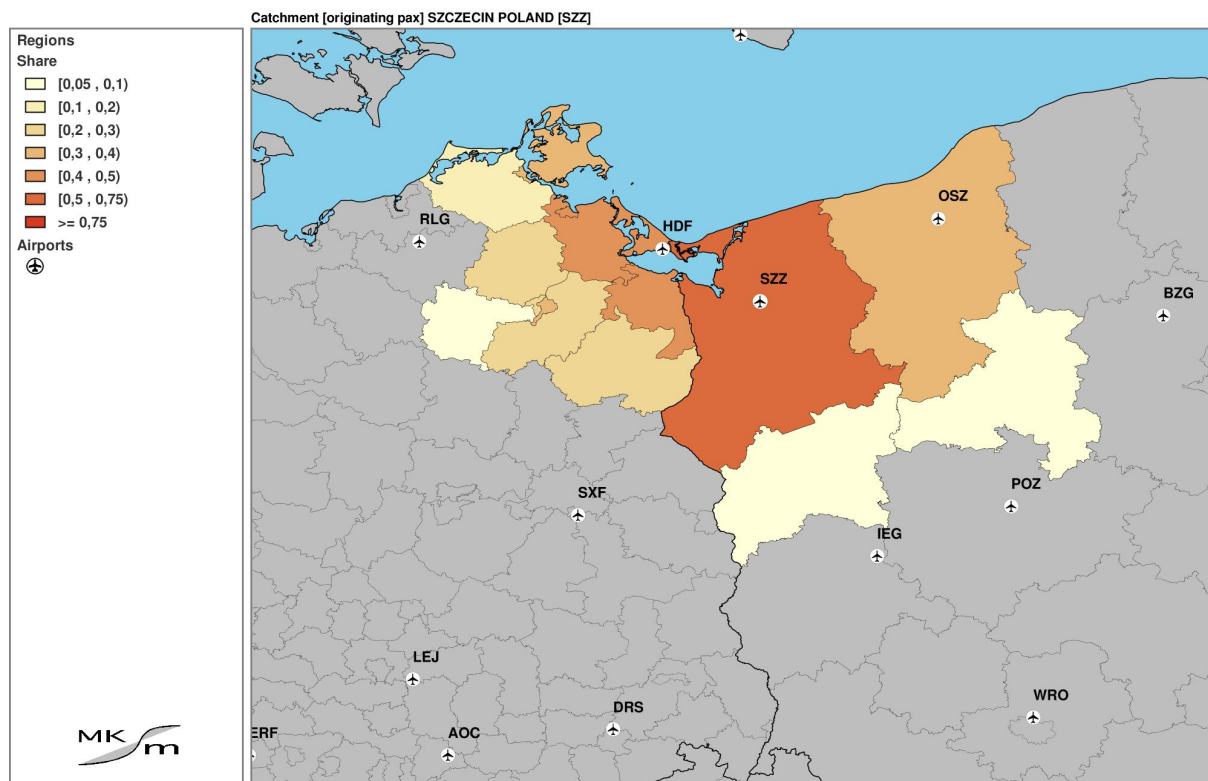 Catchment [originating pax] SZCZECIN POLAND [SZZ]
Regions
Share
[0,05 , 0,1)
[0,1 , 0,2)
[0,2 , 0,3)
[0,3 , 0,4)
[0,4 , 0,5)
[0,5 , 0,75)
>= 0,75
Airports
MK
m
OSZ
RLG
HDF
SZZ
BZG
SXF
POZ
IEG
LEJ
WRO
DRS
ERF
AOC